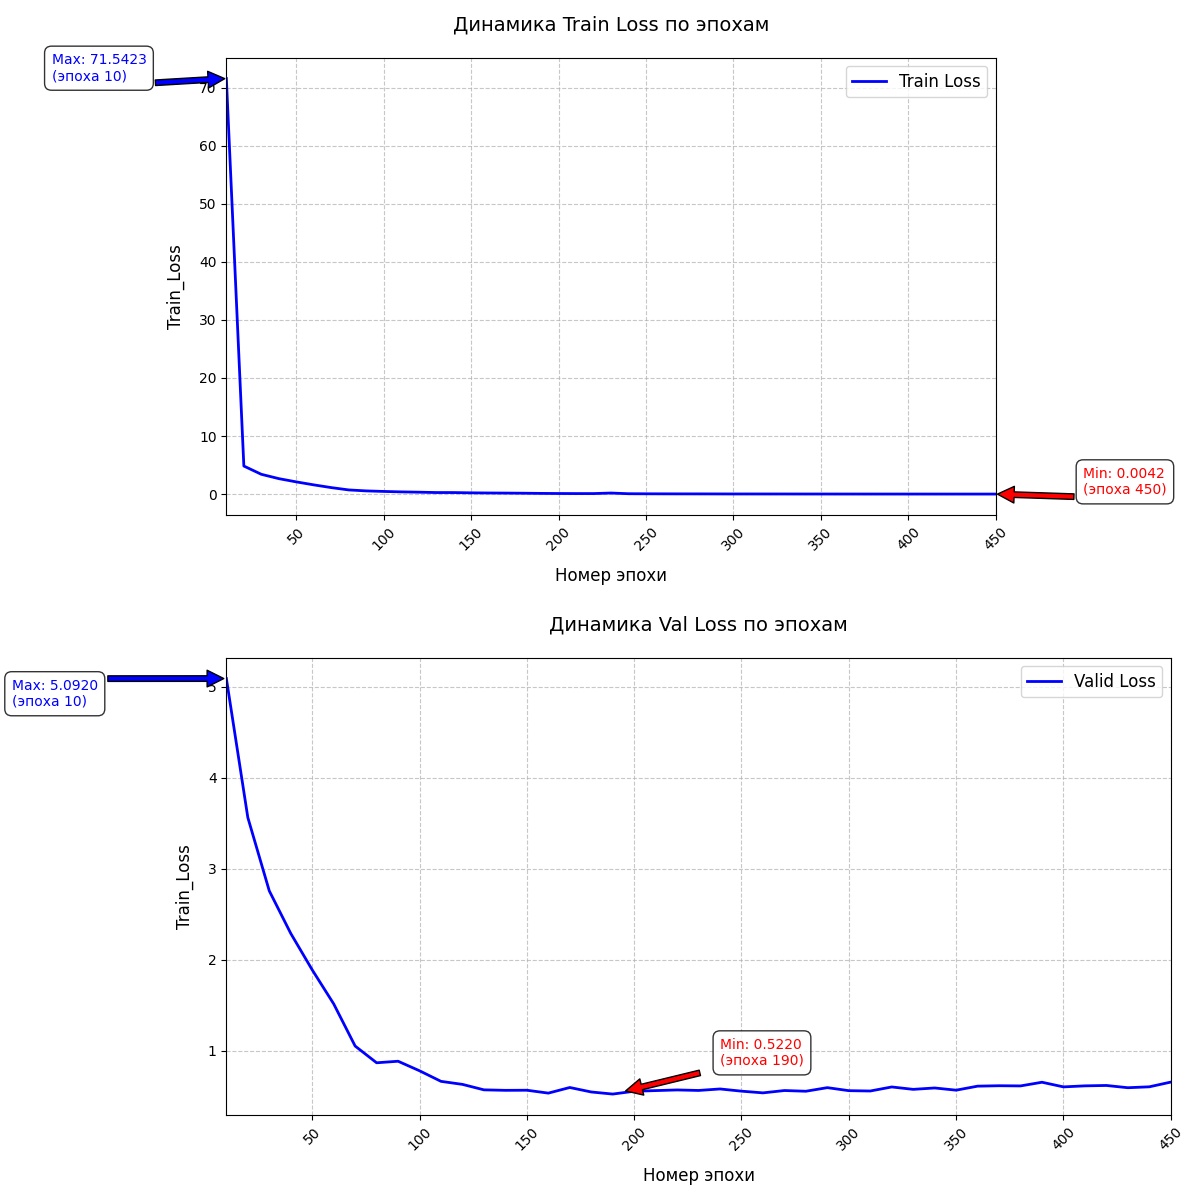 Динамика Train Loss по эпохам
Max: 71.5423
(эпоха 10)
Train Loss
70
60
50
40
30
20
10
0
Train_Loss
Min: 0.0042
(эпоха 450)
50
100
150
200
250
300
350
400
450
Номер эпохи
Динамика Val Loss по эпохам
Max: 5.0920
(эпоха 10)
Valid Loss
5
4
3
2
1
Train_Loss
Min: 0.5220
(эпоха 190)
50
100
150
200
250
300
350
400
450
Номер эпохи